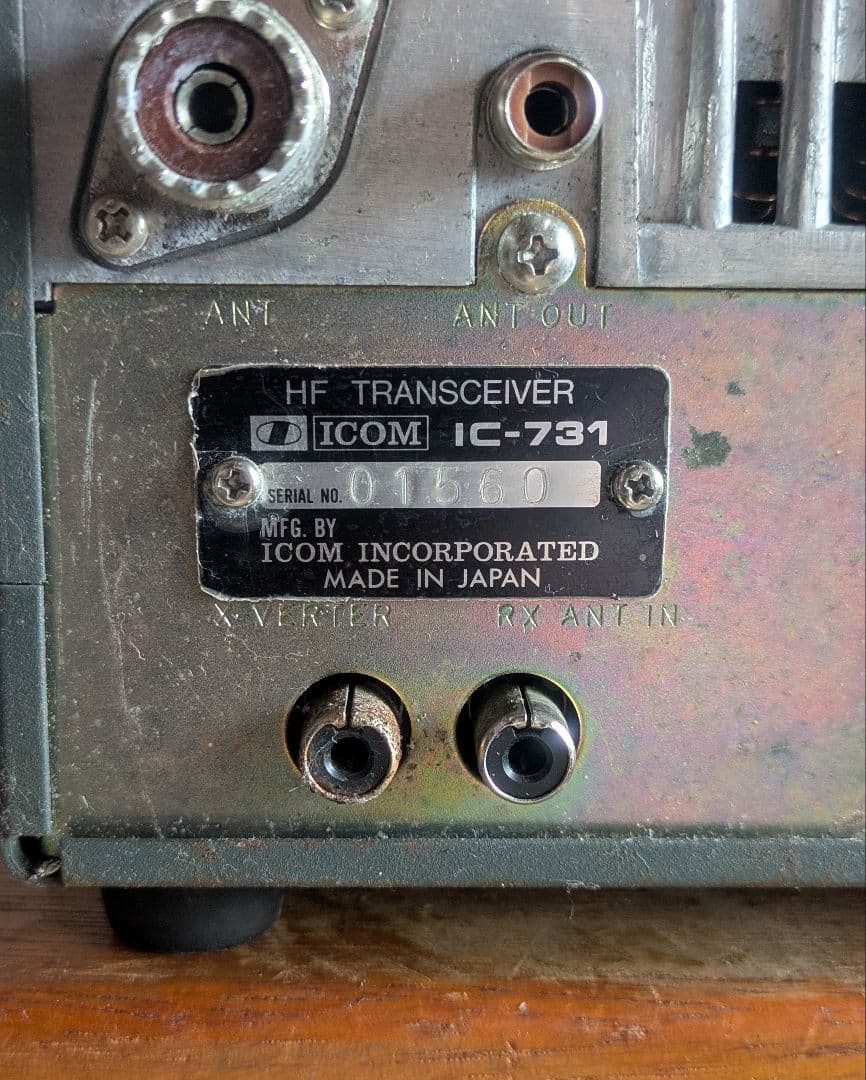 ANT
ANT OUT
HF TRANSCEIVER
ICOM IC-731
SERIAL NO. 01560
MFG. BY
ICOM INCORPORATED
MADE IN JAPAN
X-VERTER
RX ANT IN